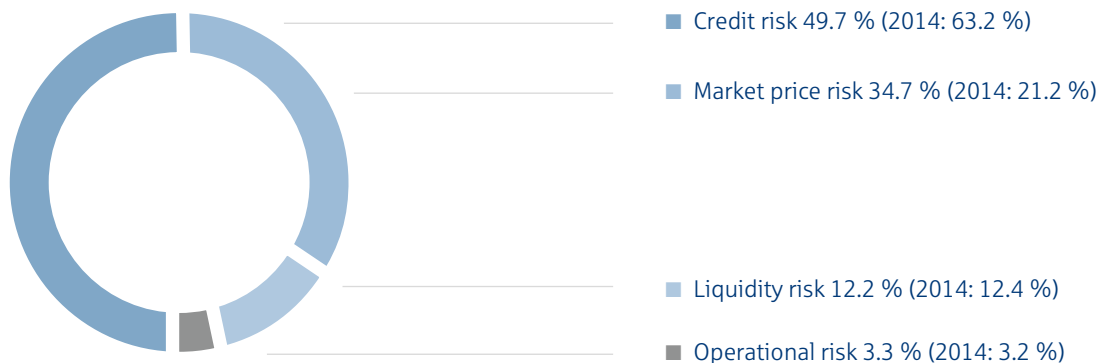 Credit risk 49.7 % (2014: 63.2 %)
Market price risk 34.7 % (2014: 21.2 %)
Liquidity risk 12.2 % (2014: 12.4 %)
Operational risk 3.3 % (2014: 3.2 %)